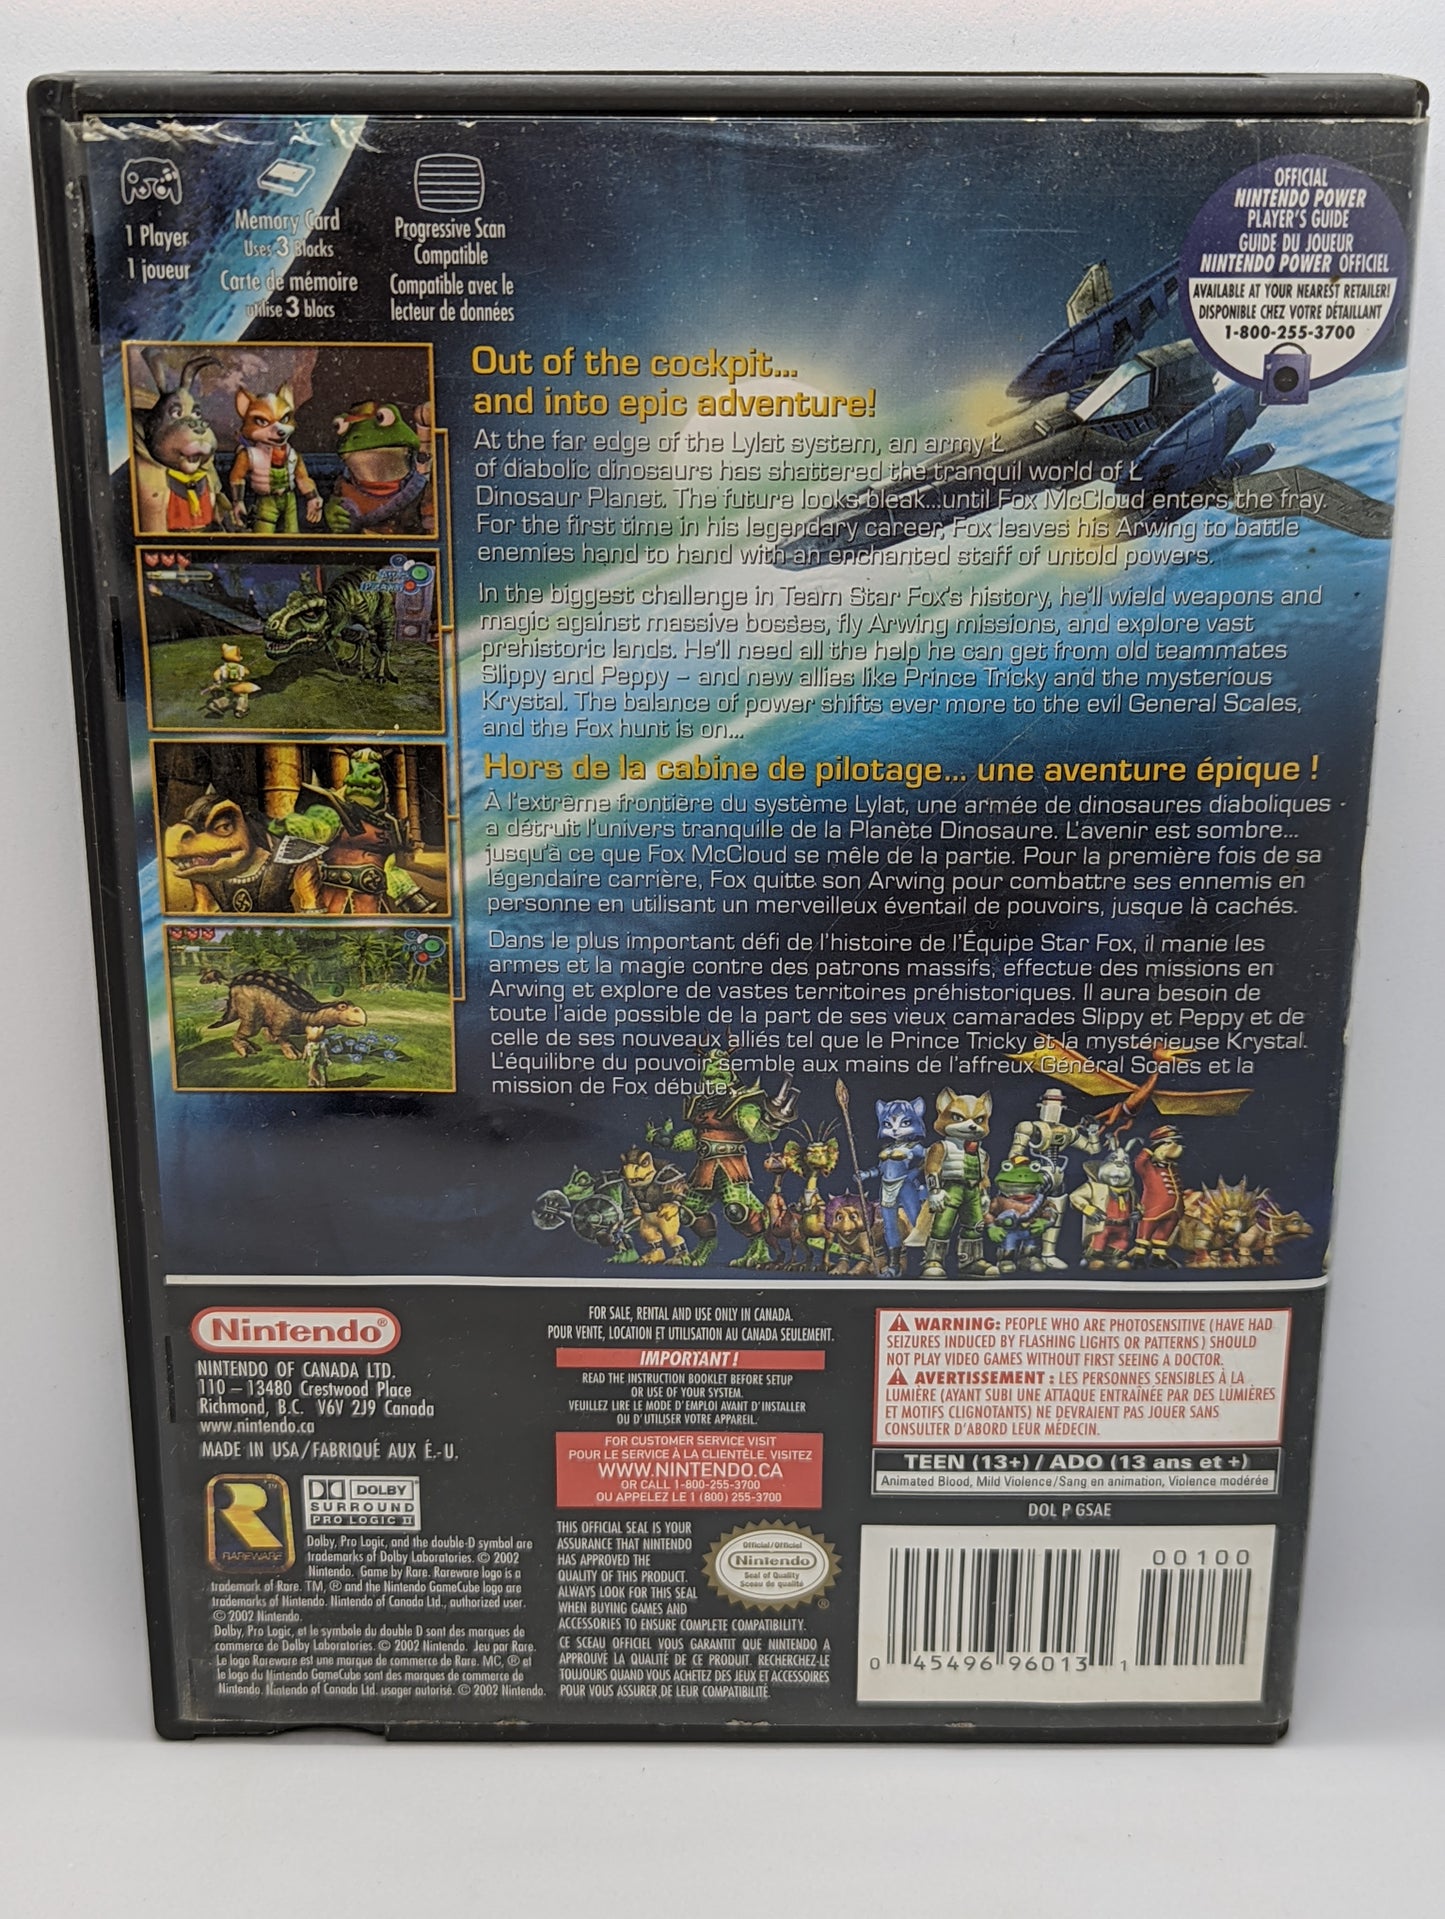 1 Player
1 joueur
Memory Card
Uses 3 Blocks
Carte de mémoire
utilise 3 blocs
Progressive Scan
Compatible
Compatible avec le
lecteur de données
OFFICIAL
NINTENDO POWER
PLAYER'S GUIDE
GUIDE DU JOUEUR
NINTENDO POWER OFFICIEL
AVAILABLE AT YOUR NEAREST RETAILER!
DISPONIBLE CHEZ VOTRE DÉTAILLANT
1-800-255-3700
Out of the cockpit...
and into epic adventure!
At the far edge of the Lylat system, an army Ł
of diabolic dinosaurs has shattered the tranquil world of Ł
Dinosaur Planet. The future looks bleak...until Fox McCloud enters the fray.
For the first time in his legendary career, Fox leaves his Arwing to battle
enemies hand to hand with an enchanted staff of untold powers.
In the biggest challenge in Team Star Fox's history, he'll wield weapons and
magic against massive bosses, fly Arwing missions, and explore vast
prehistoric lands. He'll need all the help he can get from old teammates
Slippy and Peppy – and new allies like Prince Tricky and the mysterious
Krystal. The balance of power shifts ever more to the evil General Scales,
and the Fox hunt is on...
Hors de la cabine de pilotage... une aventure épique !
À l'extrême frontière du système Lylat, une armée de dinosaures diaboliques -
a détruit l'univers tranquille de la Planète Dinosaure. L'avenir est sombre...
jusqu'à ce que Fox McCloud se mêle de la partie. Pour la première fois de sa
légendaire carrière, Fox quitte son Arwing pour combattre ses ennemis en
personne en utilisant un merveilleux éventail de pouvoirs, jusque là cachés.
Dans le plus important défi de l'histoire de l'Équipe Star Fox, il manie les
armes et la magie contre des patrons massifs, effectue des missions en
Arwing et explore de vastes territoires préhistoriques. Il aura besoin de
toute l'aide possible de la part de ses vieux camarades Slippy et Peppy et de
celle de ses nouveaux alliés tel que le Prince Tricky et la mystérieuse Krystal.
L'équilibre du pouvoir semble aux mains de l'affreux Général Scales et la
mission de Fox débute...
Nintendo®
NINTENDO OF CANADA LTD.
110 – 13480 Crestwood Place
Richmond, B.C. V6V 2J9 Canada
www.nintendo.ca
MADE IN USA/FABRIQUÉ AUX É.-U.
RAREWARE
DOLBY
SURROUND
PRO LOGIC II
Dolby, Pro Logic, and the double-D symbol are
trademarks of Dolby Laboratories. © 2002
Nintendo. Game by Rare. Rareware logo is a
trademark of Rare. TM, ® and the Nintendo GameCube logo are
trademarks of Nintendo. Nintendo of Canada Ltd., authorized user.
© 2002 Nintendo.
Dolby, Pro Logic, et le symbole du double D sont des marques de
commerce de Dolby Laboratories. © 2002 Nintendo. Jeu par Rare.
Le logo Rareware est une marque de commerce de Rare. MC, ® et
le logo du Nintendo GameCube sont des marques de commerce de
Nintendo. Nintendo of Canada Ltd. usager autorisé. © 2002 Nintendo.
FOR SALE, RENTAL AND USE ONLY IN CANADA.
POUR VENTE, LOCATION ET UTILISATION AU CANADA SEULEMENT.
IMPORTANT !
READ THE INSTRUCTION BOOKLET BEFORE SETUP
OR USE OF YOUR SYSTEM.
VEUILLEZ LIRE LE MODE D'EMPLOI AVANT D'INSTALLER
OU D'UTILISER VOTRE APPAREIL.
FOR CUSTOMER SERVICE VISIT
POUR LE SERVICE À LA CLIENTÈLE, VISITEZ
WWW.NINTENDO.CA
OR CALL 1-800-255-3700
OU APPELEZ LE 1 (800) 255-3700
THIS OFFICIAL SEAL IS YOUR
ASSURANCE THAT NINTENDO
HAS APPROVED THE
QUALITY OF THIS PRODUCT.
ALWAYS LOOK FOR THIS SEAL
WHEN BUYING GAMES AND
ACCESSORIES TO ENSURE COMPLETE COMPATIBILITY.
CE SCEAU OFFICIEL VOUS GARANTIT QUE NINTENDO A
APPROUVÉ LA QUALITÉ DE CE PRODUIT. RECHERCHEZ-LE
TOUJOURS QUAND VOUS ACHETEZ DES JEUX ET ACCESSOIRES
POUR VOUS ASSURER DE LEUR COMPATIBILITÉ.
Official/Officiel
Nintendo
Seal of Quality
Sceau de qualité
®
WARNING: PEOPLE WHO ARE PHOTOSENSITIVE (HAVE HAD
SEIZURES INDUCED BY FLASHING LIGHTS OR PATTERNS) SHOULD
NOT PLAY VIDEO GAMES WITHOUT FIRST SEEING A DOCTOR.
AVERTISSEMENT : LES PERSONNES SENSIBLES À LA
LUMIÈRE (AYANT SUBI UNE ATTAQUE ENTRAÎNÉE PAR DES LUMIÈRES
ET MOTIFS CLIGNOTANTS) NE DEVRAIENT PAS JOUER SANS
CONSULTER D'ABORD LEUR MÉDECIN.
TEEN (13+) / ADO (13 ans et +)
Animated Blood, Mild Violence/Sang en animation, Violence modérée
DOL P GSAE
00100
0 45496 96013 1